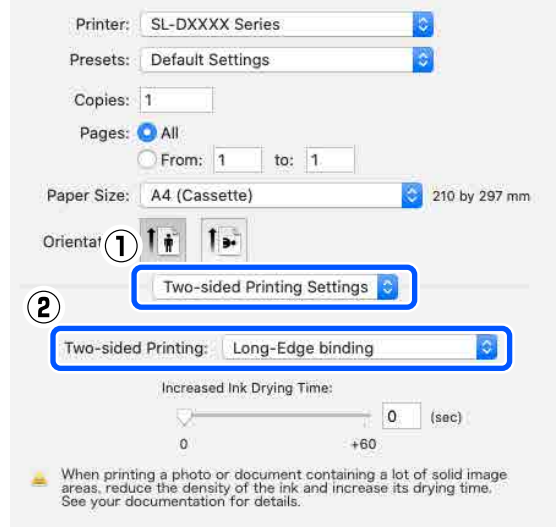 Printer: SL-DXXXX Series
Presets: Default Settings
Copies: 1
Pages: All
From: 1 to: 1
Paper Size: A4 (Cassette) 210 by 297 mm
Orientat
1
Two-sided Printing Settings
2
Two-sided Printing: Long-Edge binding
Increased Ink Drying Time:
0 (sec)
0 +60
When printing a photo or document containing a lot of solid image
areas, reduce the density of the ink and increase its drying time.
See your documentation for details.